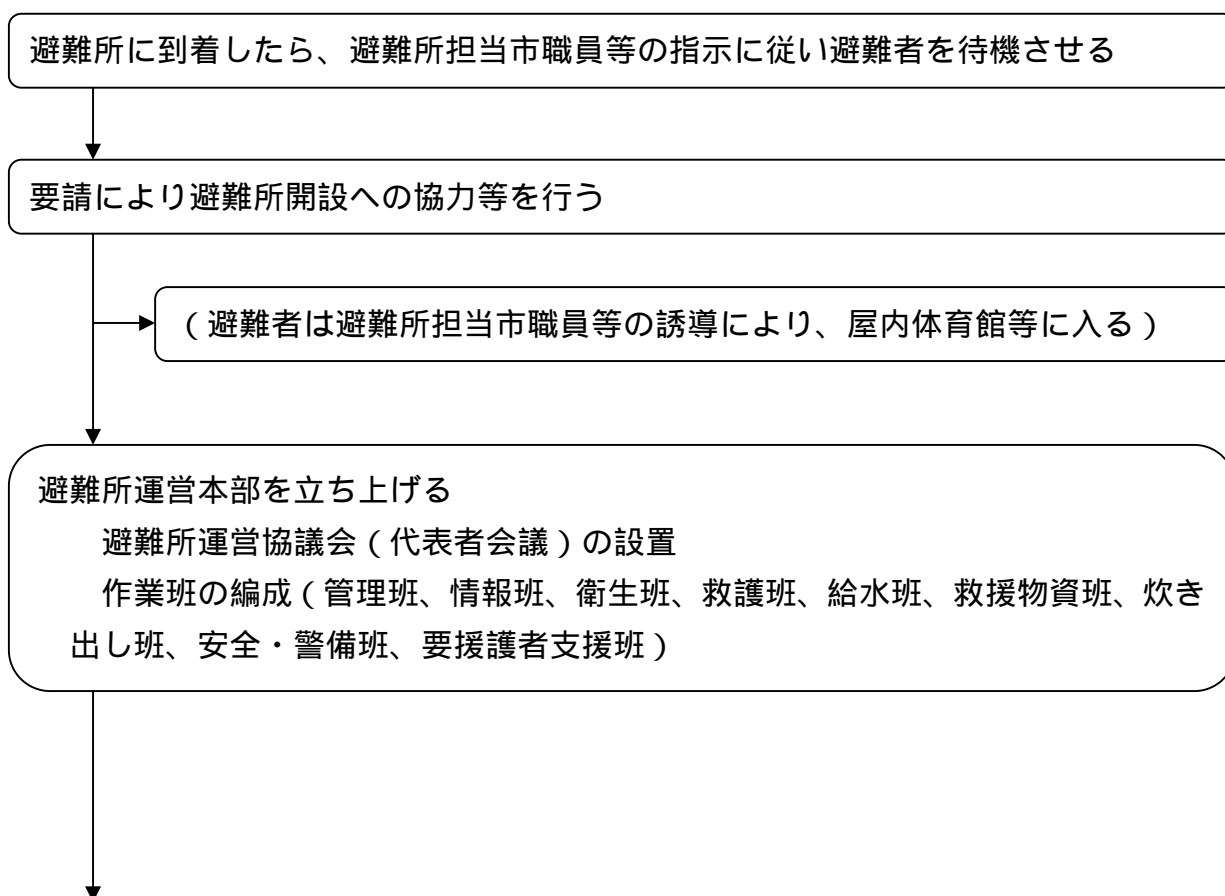 避難所に到着したら、避難所担当市職員等の指示に従い避難者を待機させる
要請により避難所開設への協力等を行う
（避難者は避難所担当市職員等の誘導により、屋内体育館等に入る）
避難所運営本部を立ち上げる
避難所運営協議会（代表者会議）の設置
作業班の編成（管理班、情報班、衛生班、救護班、給水班、救援物資班、炊き
出し班、安全・警備班、要援護者支援班）